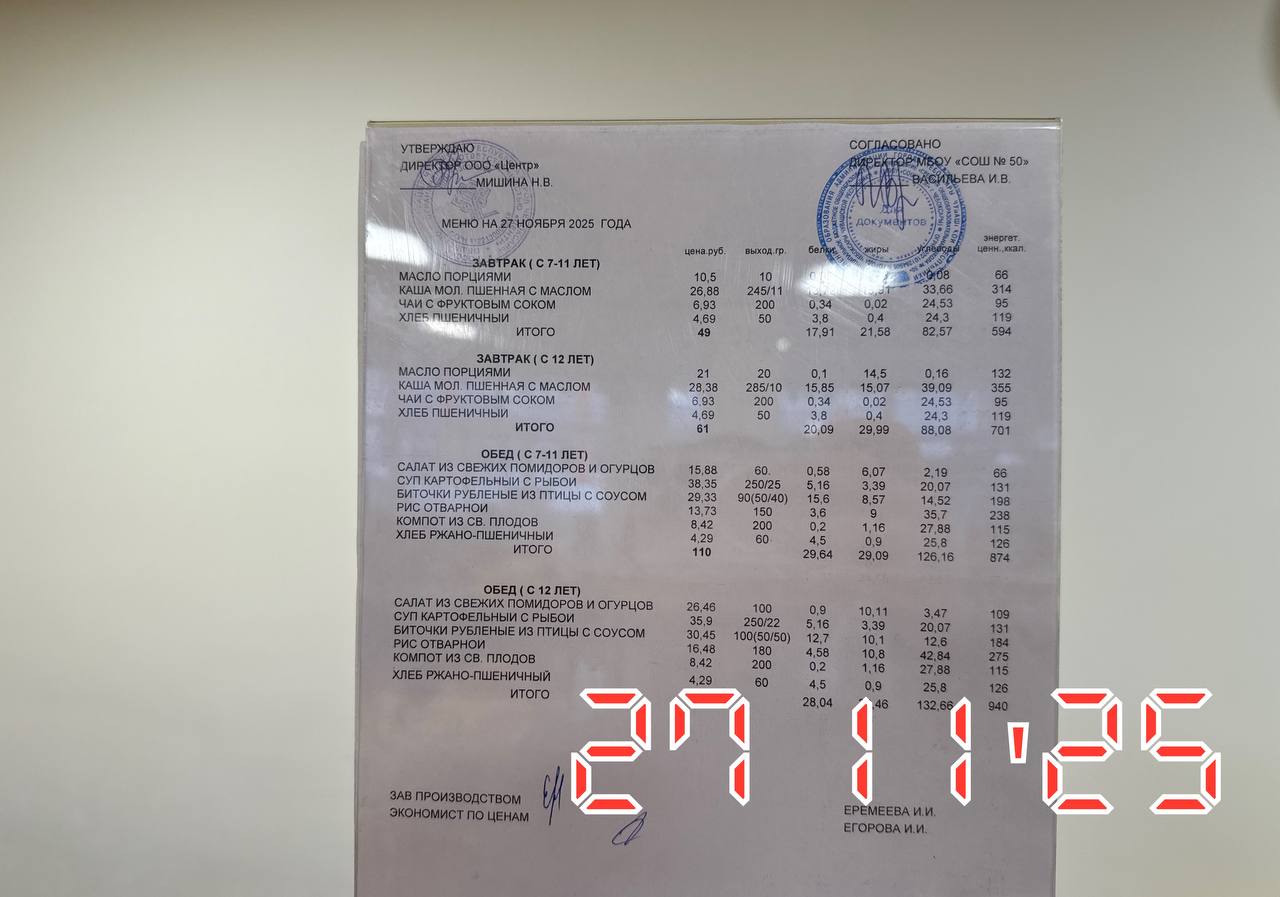 УТВЕРЖДАЮ
ДИРЕКТОР ООО «Центр»
МИШИНА Н.В.
СОГЛАСОВАНО
ДИРЕКТОР МБОУ «СОШ № 50»
ВАСИЛЬЕВА И.В.
документов
МЕНЮ НА 27 НОЯБРЯ 2025 ГОДА
цена.руб. выход.гр. белки жиры углеводы энергет. ценн.,ккал.
ЗАВТРАК ( С 7-11 ЛЕТ)
МАСЛО ПОРЦИЯМИ 10,5 10 0,08 66
КАША МОЛ. ПШЕННАЯ С МАСЛОМ 26,88 245/11 33,66 314
ЧАЙ С ФРУКТОВЫМ СОКОМ 6,93 200 0,34 0,02 24,53 95
ХЛЕБ ПШЕНИЧНЫЙ 4,69 50 3,8 0,4 24,3 119
ИТОГО 49 17,91 21,58 82,57 594
ЗАВТРАК ( С 12 ЛЕТ)
МАСЛО ПОРЦИЯМИ 21 20 0,1 14,5 0,16 132
КАША МОЛ. ПШЕННАЯ С МАСЛОМ 28,38 285/10 15,85 15,07 39,09 355
ЧАЙ С ФРУКТОВЫМ СОКОМ 6,93 200 0,34 0,02 24,53 95
ХЛЕБ ПШЕНИЧНЫЙ 4,69 50 3,8 0,4 24,3 119
ИТОГО 61 20,09 29,99 88,08 701
ОБЕД ( С 7-11 ЛЕТ)
САЛАТ ИЗ СВЕЖИХ ПОМИДОРОВ И ОГУРЦОВ 15,88 60. 0,58 6,07 2,19 66
СУП КАРТОФЕЛЬНЫЙ С РЫБОЙ 38,35 250/25 5,16 3,39 20,07 131
БИТОЧКИ РУБЛЕНЫЕ ИЗ ПТИЦЫ С СОУСОМ 29,33 90(50/40) 15,6 8,57 14,52 198
РИС ОТВАРНОЙ 13,73 150 3,6 9 35,7 238
КОМПОТ ИЗ СВ. ПЛОДОВ 8,42 200 0,2 1,16 27,88 115
ХЛЕБ РЖАНО-ПШЕНИЧНЫЙ 4,29 60 4,5 0,9 25,8 126
ИТОГО 110 29,64 29,09 126,16 874
ОБЕД ( С 12 ЛЕТ)
САЛАТ ИЗ СВЕЖИХ ПОМИДОРОВ И ОГУРЦОВ 26,46 100 0,9 10,11 3,47 109
СУП КАРТОФЕЛЬНЫЙ С РЫБОЙ 35,9 250/22 5,16 3,39 20,07 131
БИТОЧКИ РУБЛЕНЫЕ ИЗ ПТИЦЫ С СОУСОМ 30,45 100(50/50) 12,7 10,1 12,6 184
РИС ОТВАРНОЙ 16,48 180 4,58 10,8 42,84 275
КОМПОТ ИЗ СВ. ПЛОДОВ 8,42 200 0,2 1,16 27,88 115
ХЛЕБ РЖАНО-ПШЕНИЧНЫЙ 4,29 60 4,5 0,9 25,8 126
ИТОГО 28,04 132,66 940
27 11 '25
ЗАВ ПРОИЗВОДСТВОМ ЕРЕМЕЕВА И.И.
ЭКОНОМИСТ ПО ЦЕНАМ ЕГОРОВА И.И.